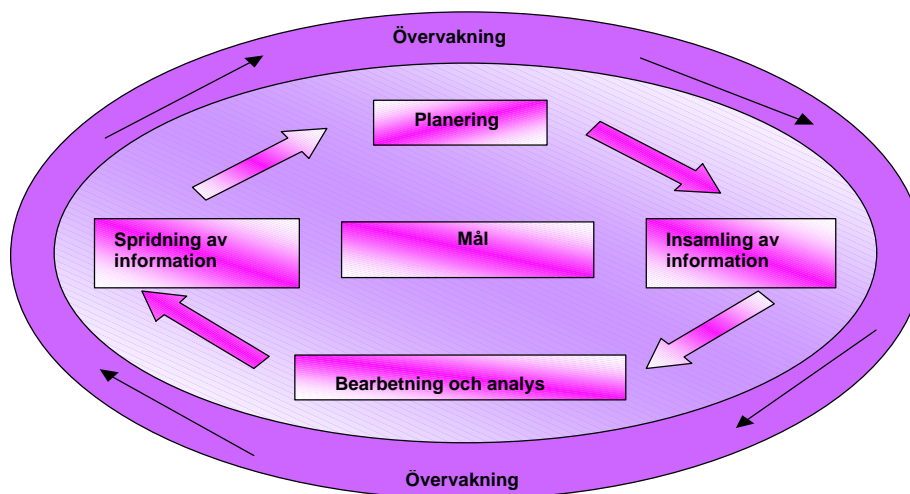 Övervakning
Planering
Spridning av
information
Mål
Insamling av
information
Bearbetning och analys
Övervakning